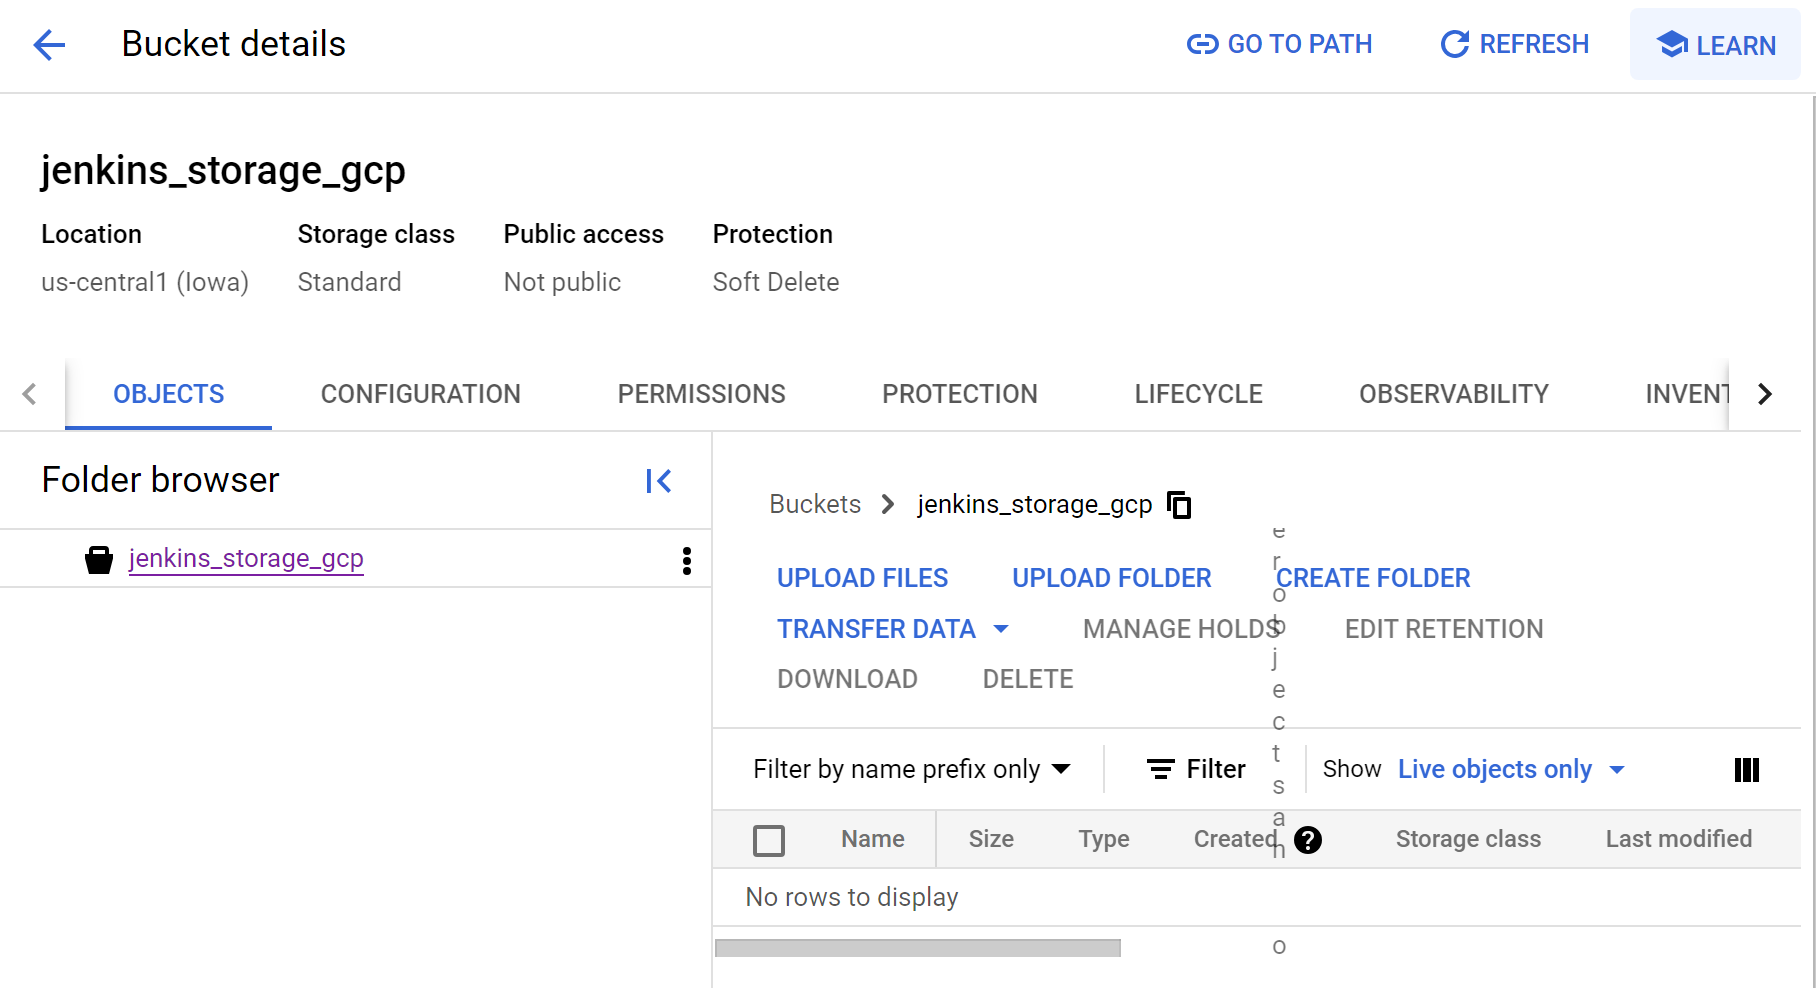 Bucket details
GO TO PATH
REFRESH
LEARN
jenkins_storage_gcp
Location
Storage class
Public access
Protection
us-central1 (Iowa)
Standard
Not public
Soft Delete
OBJECTS
CONFIGURATION
PERMISSIONS
PROTECTION
LIFECYCLE
OBSERVABILITY
INVENT
Folder browser
jenkins_storage_gcp
Buckets
jenkins_storage_gcp
UPLOAD FILES
UPLOAD FOLDER
CREATE FOLDER
TRANSFER DATA
MANAGE HOLDS
EDIT RETENTION
DOWNLOAD
DELETE
Filter by name prefix only
Filter
Show
Live objects only
Name
Size
Type
Created
Storage class
Last modified
No rows to display
e
r
o
b
j
e
c
t
s
a
n
o